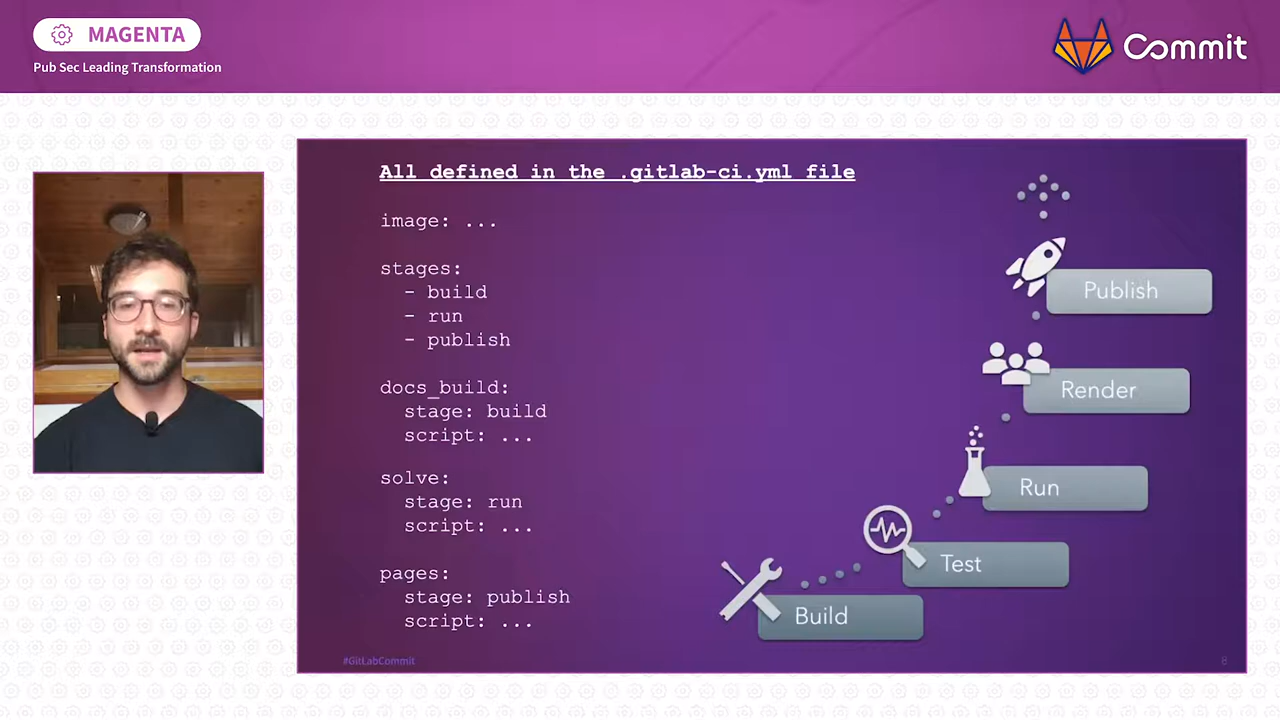 MAGENTA
Pub Sec Leading Transformation
Commit
All defined in the .gitlab-ci.yml file
image: ...
stages:
- build
- run
- publish
docs_build:
stage: build
script: ...
solve:
stage: run
script: ...
pages:
stage: publish
script: ...
Publish
Render
Run
Test
Build
#GitLabCommit
8